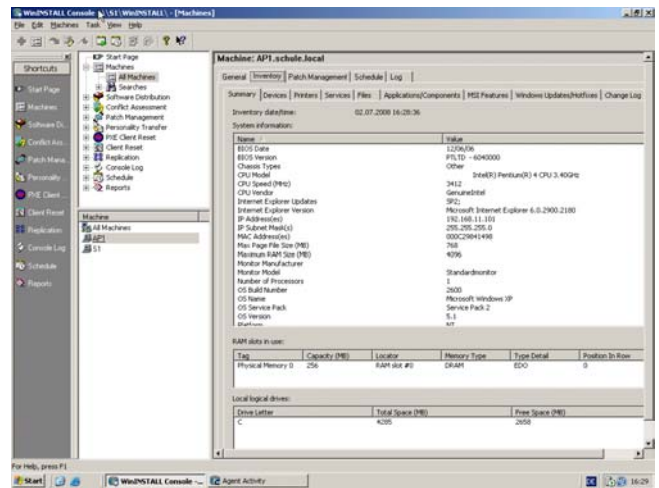 WinINSTALL Console - [\\S1\WinINSTALL\ - [Machines]
File Edit Machines Task View Help
Shortcuts
Start Page
Machines
Software Di...
Conflict Ass...
Patch Mana...
Personality ...
PXE Client ...
Client Reset
Replication
Console Log
Schedule
Reports
Start Page
Machines
All Machines
Searches
Software Distribution
Conflict Assessment
Patch Management
Personality Transfer
PXE Client Reset
Client Reset
Replication
Console Log
Schedule
Reports
Machine
All Machines
AP1
S1
Machine: AP1.schule.local
General Inventory Patch Management Schedule Log
Summary Devices Printers Services Files Applications/Components MSI Features Windows Updates/Hotfixes Change Log
Inventory date/time: 02.07.2008 16:28:36
System information:
Name Value
BIOS Date 12/06/06
BIOS Version PTLTD - 6040000
Chassis Types Other
CPU Model Intel(R) Pentium(R) 4 CPU 3.40GHz
CPU Speed (MHz) 3412
CPU Vendor GenuineIntel
Internet Explorer Updates SP2;
Internet Explorer Version Microsoft Internet Explorer 6.0.2900.2180
IP Address(es) 192.168.11.101
IP Subnet Mask(s) 255.255.255.0
MAC Address(es) 000C29841498
Max Page File Size (MB) 768
Maximum RAM Size (MB) 4096
Monitor Manufacturer
Monitor Model Standardmonitor
Number of Processors 1
OS Build Number 2600
OS Name Microsoft Windows XP
OS Service Pack Service Pack 2
OS Version 5.1
Platform NT
RAM slots in use:
Tag Capacity (MB) Locator Memory Type Type Detail Position In Row
Physical Memory 0 256 RAM slot #0 DRAM EDO 0
Local logical drives:
Drive Letter Total Space (MB) Free Space (MB)
C 4285 2658
For Help, press F1
Start WinINSTALL Console -... Agent Activity DE 16:29